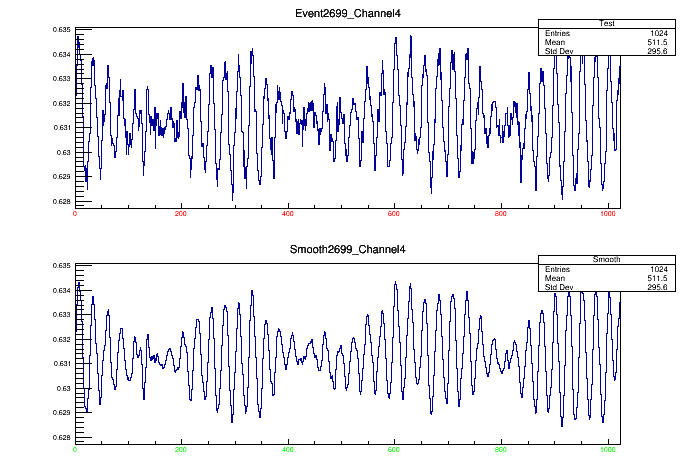 Event2699_Channel4
Test
Entries 1024
Mean 511.5
Std Dev 295.6
0.635
0.634
0.633
0.632
0.631
0.63
0.629
0.628
0 200 400 600 800 1000
Smooth2699_Channel4
Smooth
Entries 1024
Mean 511.5
Std Dev 295.6
0.635
0.634
0.633
0.632
0.631
0.63
0.629
0.628
0 200 400 600 800 1000